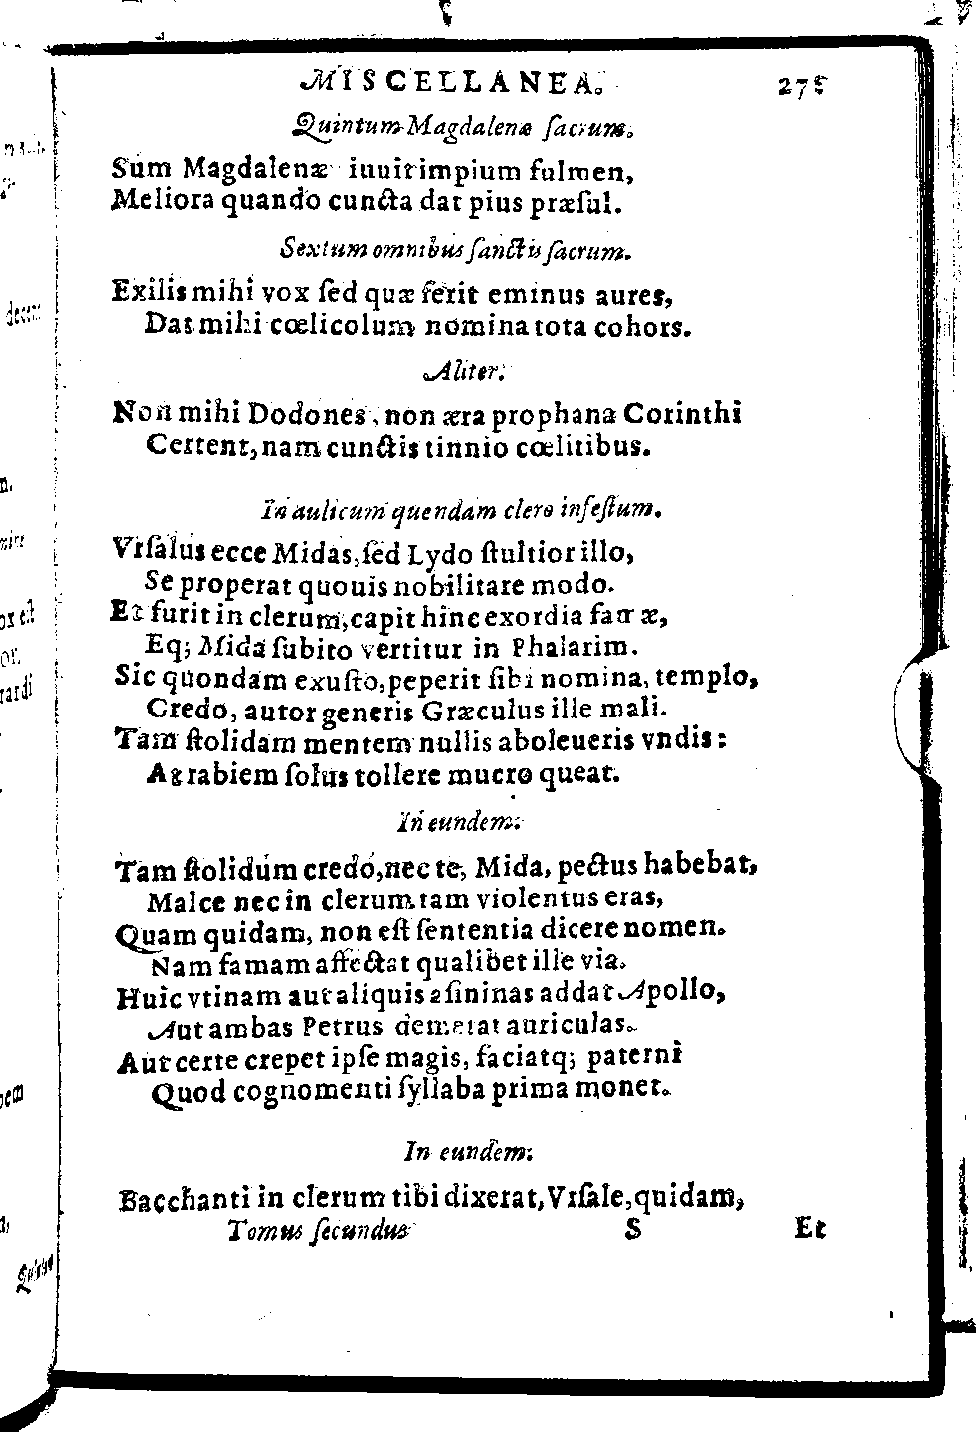 MISCELLANEA. 275
Quintum Magdalenæ ſacrum.
Sum Magdalenæ iuuit impium fulmen,
Meliora quando cuncta dat pius præſul.
Sextum omnibus ſanctis ſacrum.
Exilis mihi vox ſed quæ ferit eminus aures,
Dat mihi cœlicolum nomina tota cohors.
Aliter.
Non mihi Dodones, non æra prophana Corinthi
Certent, nam cunctis tinnio cœlitibus.
In aulicum quendam clero infeſtum.
Vrſalus ecce Midas, ſed Lydo ſtultior illo,
Se properat quouis nobilitare modo.
Et furit in clerum, capit hinc exordia famæ,
Eq; Mida ſubito vertitur in Phalarim.
Sic quondam exuſto, peperit ſibi nomina, templo,
Credo, autor generis Græculus ille mali.
Tam ſtolidam mentem nullis aboleueris vndis:
At rabiem ſolus tollere mucro queat.
In eundem.
Tam ſtolidum credo, nec te, Mida, pectus habebat,
Malce nec in clerum tam violentus eras,
Quam quidam, non eſt ſententia dicere nomen.
Nam famam affectat qualibet ille via.
Huic vtinam aut aliquis aſininas addat Apollo,
Aut ambas Petrus demetat auriculas.
Aut certe crepet ipſe magis, faciatq; paterni
Quod cognomenti ſyllaba prima monet.
In eundem.
Bacchanti in clerum tibi dixerat, Vrſale, quidam,
Tomus ſecundus S Et